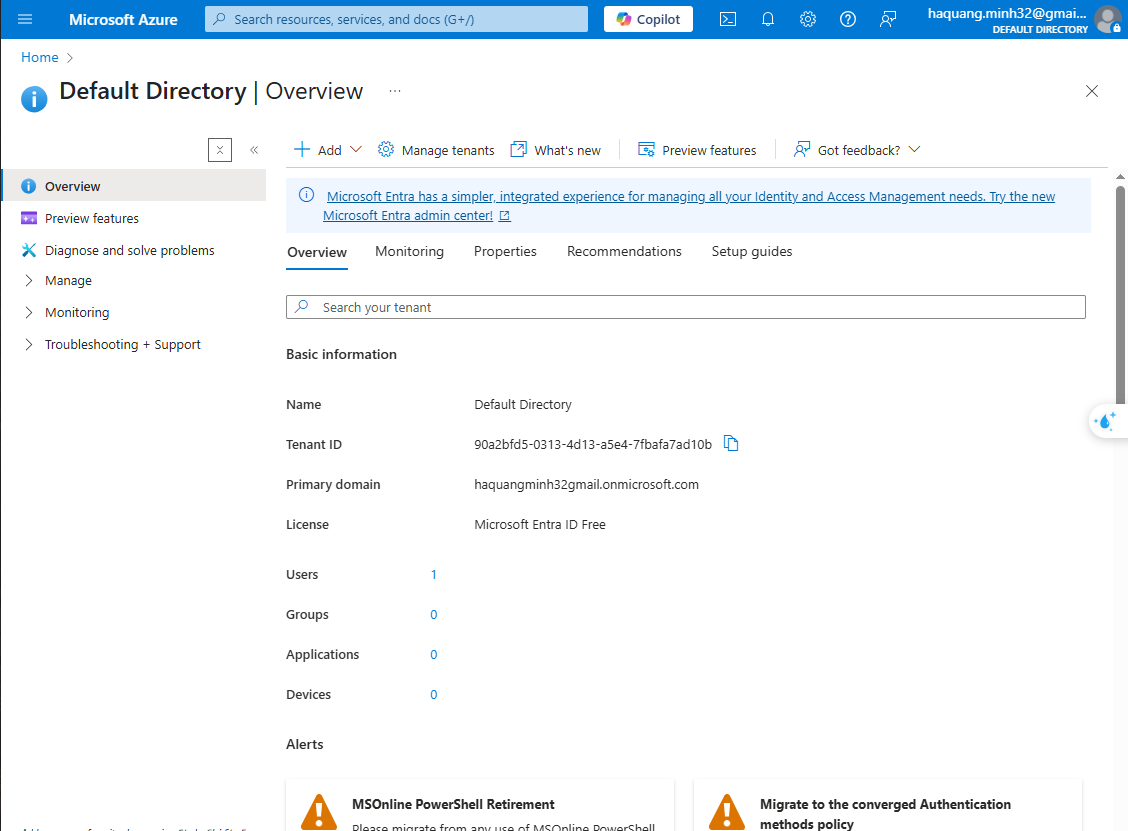 Microsoft Azure
Search resources, services, and docs (G+/)
Copilot
haquang.minh32@gmai...
DEFAULT DIRECTORY
Home
Default Directory | Overview
...
Add
Manage tenants
What's new
Preview features
Got feedback?
Overview
Preview features
Diagnose and solve problems
Manage
Monitoring
Troubleshooting + Support
Microsoft Entra has a simpler, integrated experience for managing all your Identity and Access Management needs. Try the new
Microsoft Entra admin center!
Overview
Monitoring
Properties
Recommendations
Setup guides
Search your tenant
Basic information
Name
Default Directory
Tenant ID
90a2bfd5-0313-4d13-a5e4-7fbafa7ad10b
Primary domain
haquangminh32gmail.onmicrosoft.com
License
Microsoft Entra ID Free
Users
1
Groups
0
Applications
0
Devices
0
Alerts
MSOnline PowerShell Retirement
Please migrate from any use of MSOnline PowerShell
Migrate to the converged Authentication
methods policy